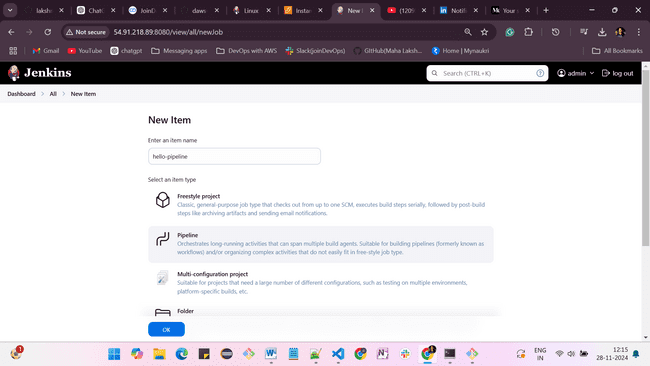 laksh
ChatG
JoinD
daws
Linux
Instan
New I
(1209
Notifi
Your
Not secure
54.91.218.89:8080/view/all/newJob
Gmail
YouTube
chatgpt
Messaging apps
DevOps with AWS
Slack(joinDevOps)
GitHub(Maha Laksh...
Home | Mynaukri
All Bookmarks
Jenkins
Search (CTRL+K)
?
admin
log out
Dashboard > All > New Item
New Item
Enter an item name
hello-pipeline
Select an item type
Freestyle project
Classic, general-purpose job type that checks out from up to one SCM, executes build steps serially, followed by post-build
steps like archiving artifacts and sending email notifications.
Pipeline
Orchestrates long-running activities that can span multiple build agents. Suitable for building pipelines (formerly known as
workflows) and/or organizing complex activities that do not easily fit in free-style job type.
Multi-configuration project
Suitable for projects that need a large number of different configurations, such as testing on multiple environments,
platform-specific builds, etc.
Folder
OK
ENG
IN
12:15
28-11-2024